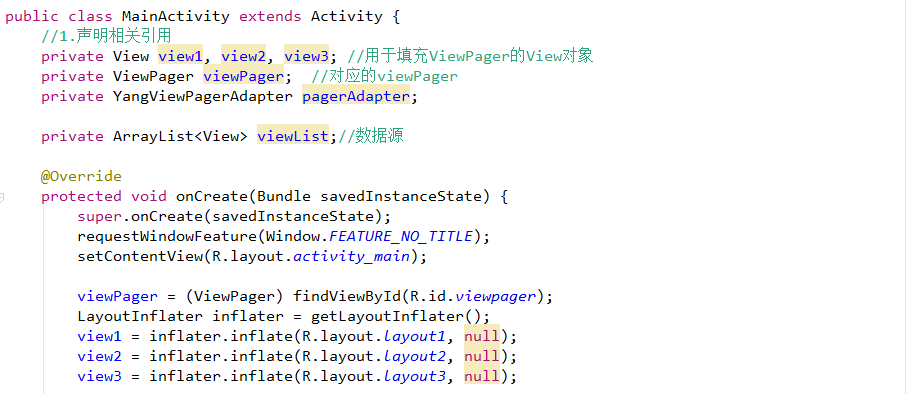 public class MainActivity extends Activity {
//1.声明相关引用
private View view1, view2, view3; //用于填充ViewPager的View对象
private ViewPager viewPager;  //对应的viewPager
private YangViewPagerAdapter pagerAdapter;
private ArrayList<View> viewList;//数据源
@Override
protected void onCreate(Bundle savedInstanceState) {
super.onCreate(savedInstanceState);
requestWindowFeature(Window.FEATURE_NO_TITLE);
setContentView(R.layout.activity_main);
viewPager = (ViewPager) findViewById(R.id.viewpager);
LayoutInflater inflater = getLayoutInflater();
view1 = inflater.inflate(R.layout.layout1, null);
view2 = inflater.inflate(R.layout.layout2, null);
view3 = inflater.inflate(R.layout.layout3, null);